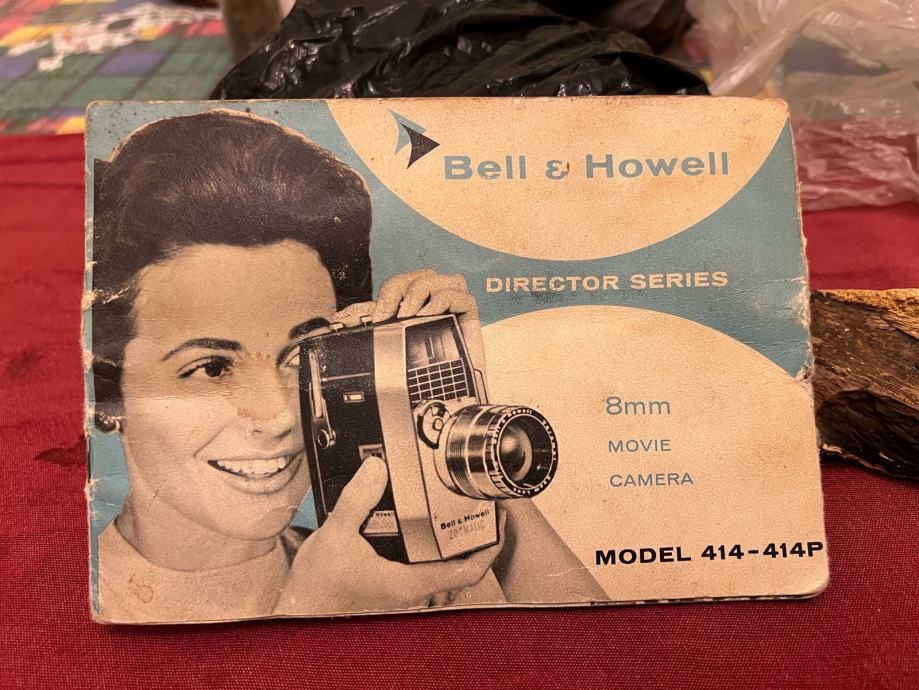 Bell & Howell
DIRECTOR SERIES
8mm
MOVIE
CAMERA
MODEL 414-414P
Bell & Howell
ZOOMATIC